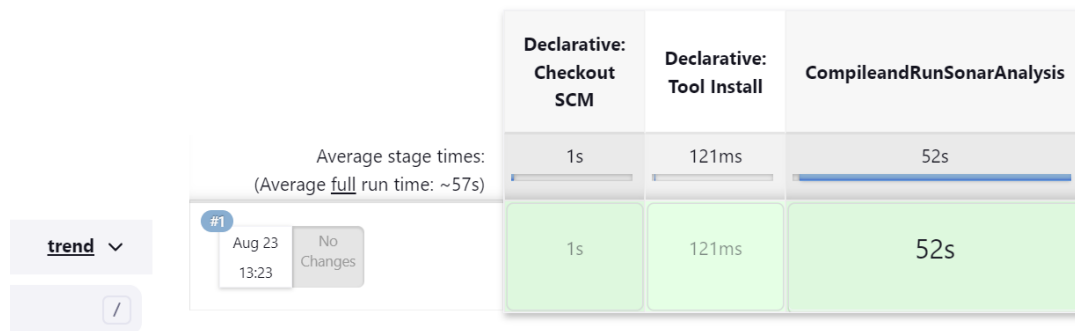 Declarative:
Checkout
SCM
Declarative:
Tool Install
CompileandRunSonarAnalysis
Average stage times:
(Average full run time: ~57s)
1s
121ms
52s
#1
Aug 23
13:23
No
Changes
1s
121ms
52s
trend
/